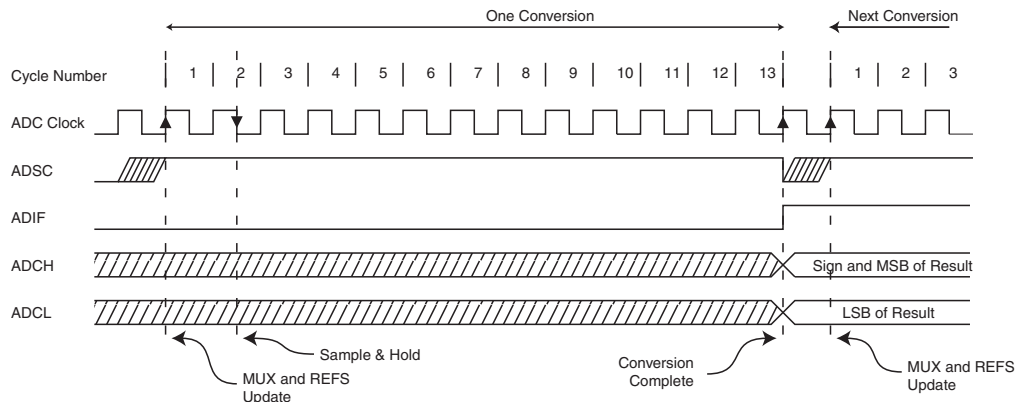 One Conversion
Next Conversion
Cycle Number 1 2 3 4 5 6 7 8 9 10 11 12 13 1 2 3
ADC Clock
ADSC
ADIF
ADCH Sign and MSB of Result
ADCL LSB of Result
Sample & Hold
MUX and REFS
Update
Conversion
Complete
MUX and REFS
Update